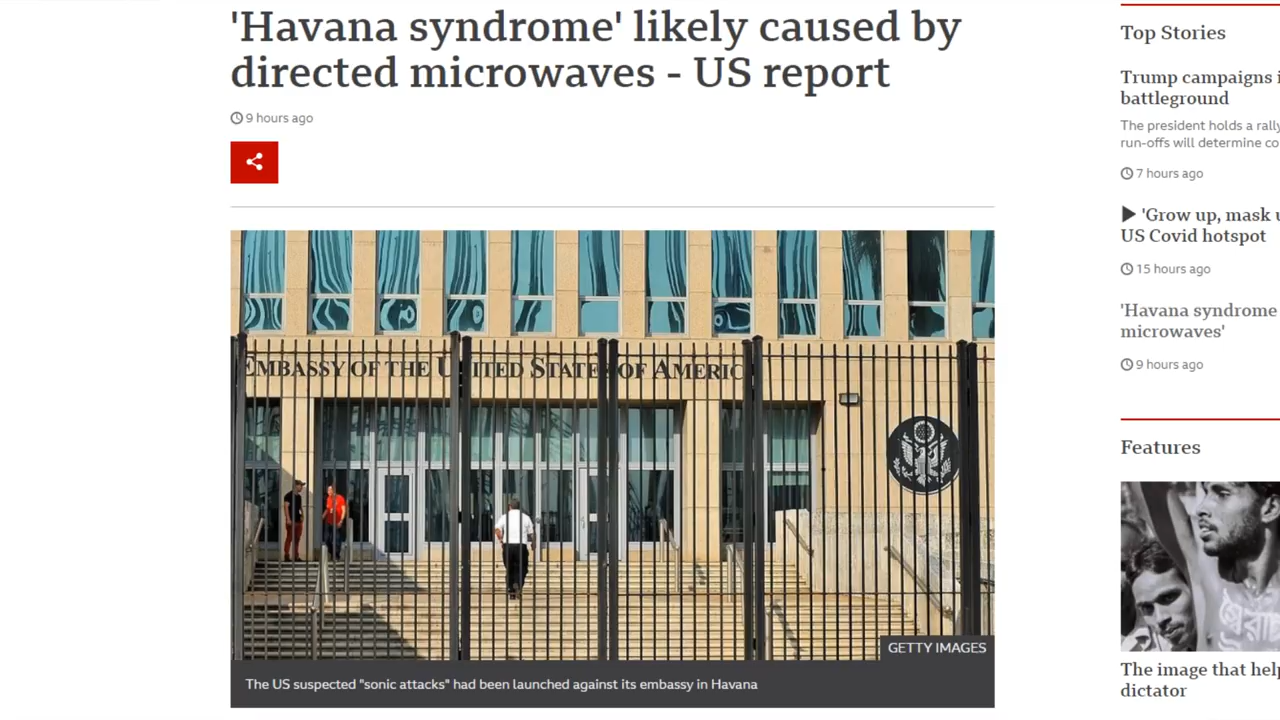 'Havana syndrome' likely caused by
directed microwaves - US report
9 hours ago
EMBASSY OF THE UNITED STATES OF AMERIC
GETTY IMAGES
The US suspected "sonic attacks" had been launched against its embassy in Havana
Top Stories
Trump campaigns i
battleground
The president holds a rally
run-offs will determine co
7 hours ago
'Grow up, mask u
US Covid hotspot
15 hours ago
'Havana syndrome
microwaves'
9 hours ago
Features
The image that help
dictator